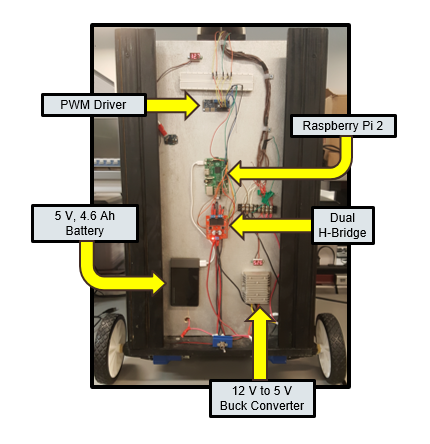 PWM Driver
Raspberry Pi 2
5 V, 4.6 Ah
Battery
Dual
H-Bridge
12 V to 5 V
Buck Converter